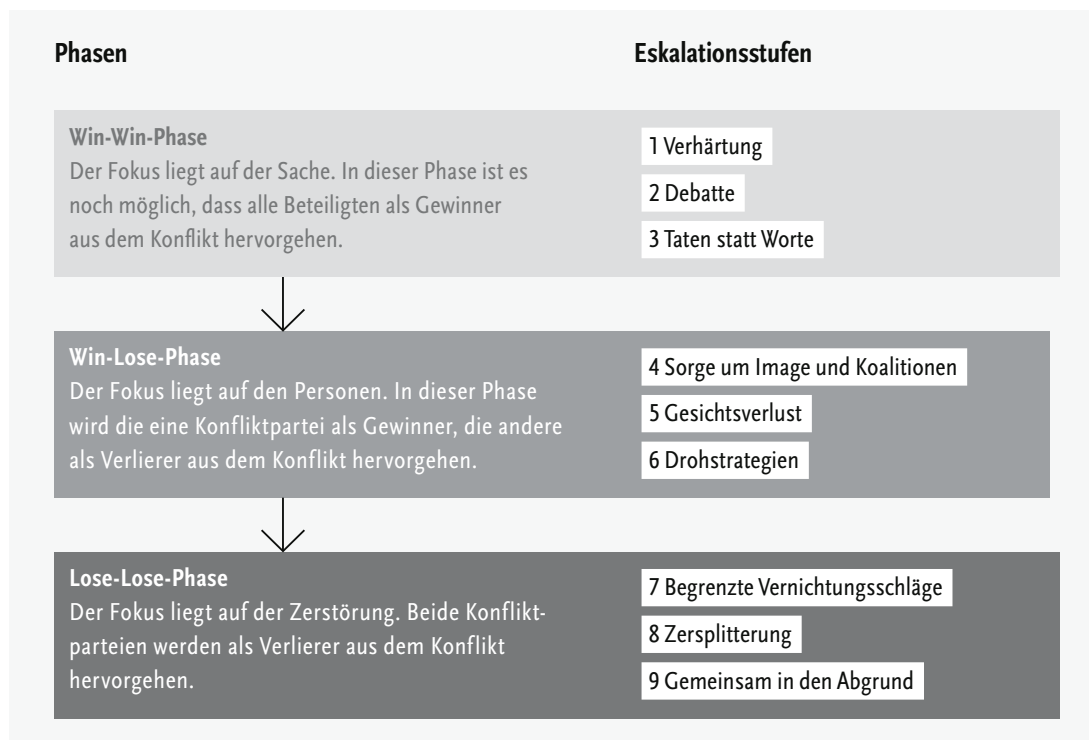 Phasen
Eskalationsstufen
Win-Win-Phase
Der Fokus liegt auf der Sache. In dieser Phase ist es
noch möglich, dass alle Beteiligten als Gewinner
aus dem Konflikt hervorgehen.
1 Verhärtung
2 Debatte
3 Taten statt Worte
Win-Lose-Phase
Der Fokus liegt auf den Personen. In dieser Phase
wird die eine Konfliktpartei als Gewinner, die andere
als Verlierer aus dem Konflikt hervorgehen.
4 Sorge um Image und Koalitionen
5 Gesichtsverlust
6 Drohstrategien
Lose-Lose-Phase
Der Fokus liegt auf der Zerstörung. Beide Konflikt-
parteien werden als Verlierer aus dem Konflikt
hervorgehen.
7 Begrenzte Vernichtungsschläge
8 Zersplitterung
9 Gemeinsam in den Abgrund